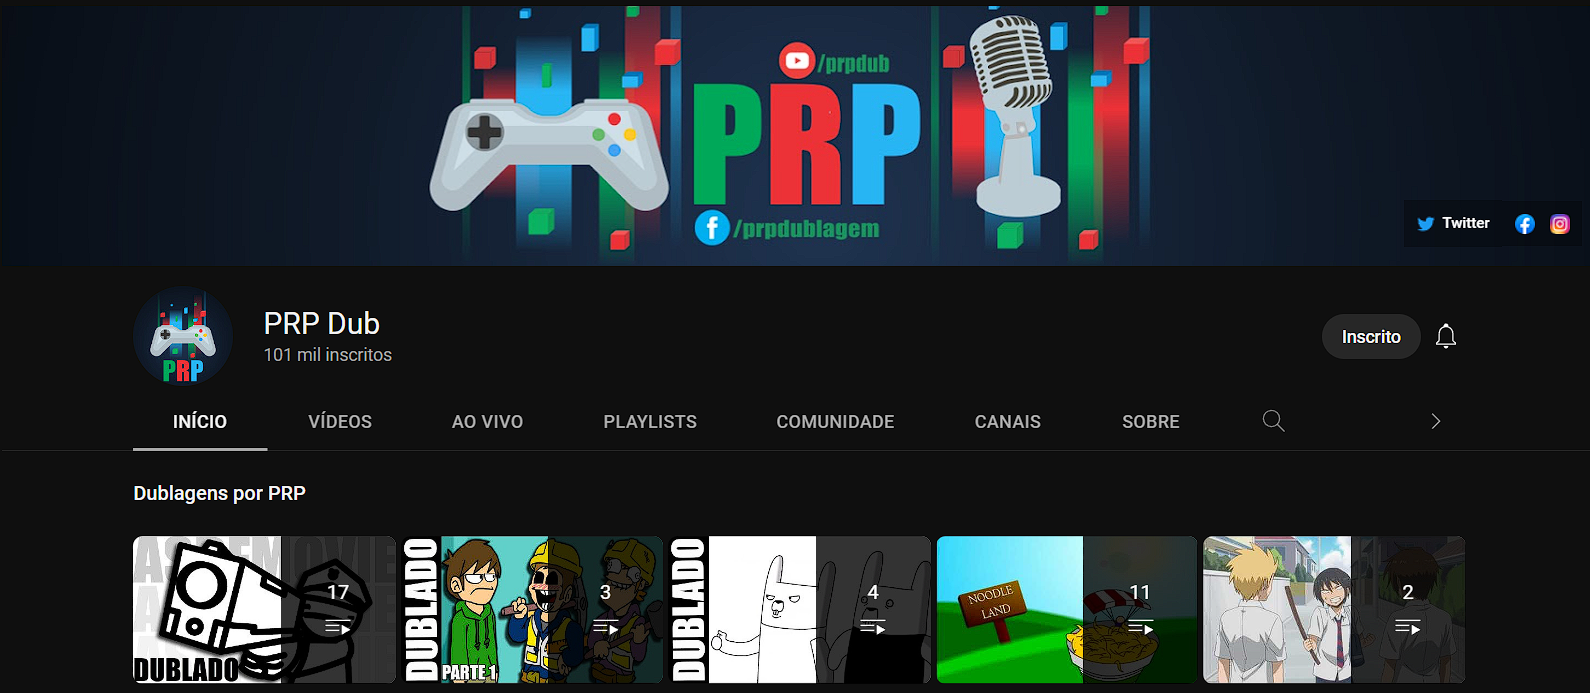 /prpdub
PRP
/prpdublagem
Twitter
PRP
PRP Dub
101 mil inscritos
Inscrito
INÍCIO
VÍDEOS
AO VIVO
PLAYLISTS
COMUNIDADE
CANAIS
SOBRE
Dublagens por PRP
ASDFMOVIE
DUBLADO
17
DUBLADO
PARTE 1
3
DUBLADO
4
NOODLE
LAND
11
2